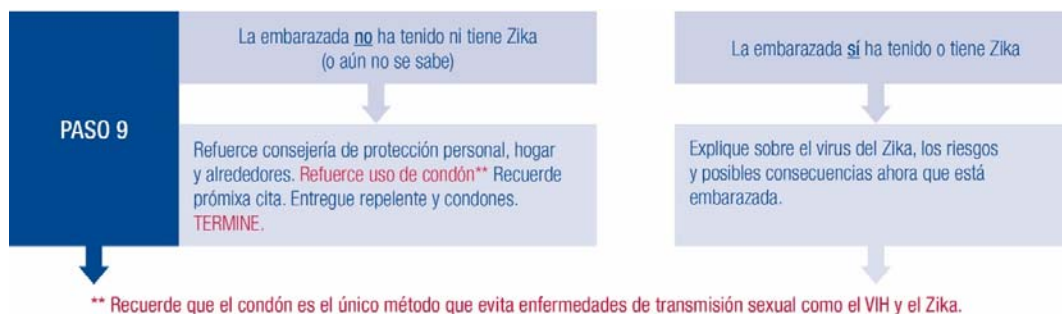 PASO 9
La embarazada no ha tenido ni tiene Zika
(o aún no se sabe)
Refuerce consejería de protección personal, hogar
y alrededores. Refuerce uso de condón** Recuerde
prómixa cita. Entregue repelente y condones.
TERMINE.
La embarazada sí ha tenido o tiene Zika
Explique sobre el virus del Zika, los riesgos
y posibles consecuencias ahora que está
embarazada.
** Recuerde que el condón es el único método que evita enfermedades de transmisión sexual como el VIH y el Zika.